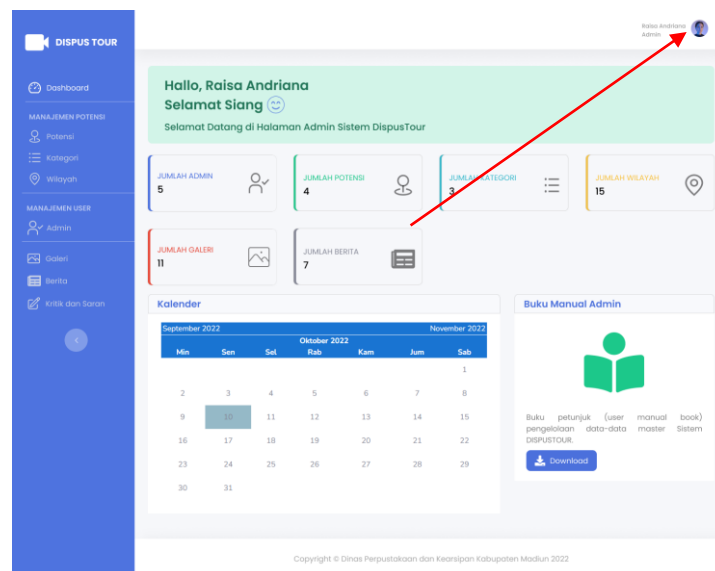 DISPUS TOUR
Raisa Andriana
Admin
Dashboard
MANAJEMEN POTENSI
Potensi
Kategori
Wilayah
MANAJEMEN USER
Admin
Galeri
Berita
Kritik dan Saran
Hallo, Raisa Andriana
Selamat Siang
Selamat Datang di Halaman Admin Sistem DispusTour
JUMLAH ADMIN
5
JUMLAH POTENSI
4
JUMLAH KATEGORI
3
JUMLAH WILAYAH
15
JUMLAH GALERI
11
JUMLAH BERITA
7
Kalender
September 2022 November 2022
Oktober 2022
Min Sen Sel Rab Kam Jum Sab
1
2 3 4 5 6 7 8
9 10 11 12 13 14 15
16 17 18 19 20 21 22
23 24 25 26 27 28 29
30 31
Buku Manual Admin
Buku petunjuk (user manual book)
pengelolaan data-data master Sistem
DISPUSTOUR.
Download
Copyright © Dinas Perpustakaan dan Kearsipan Kabupaten Madiun 2022